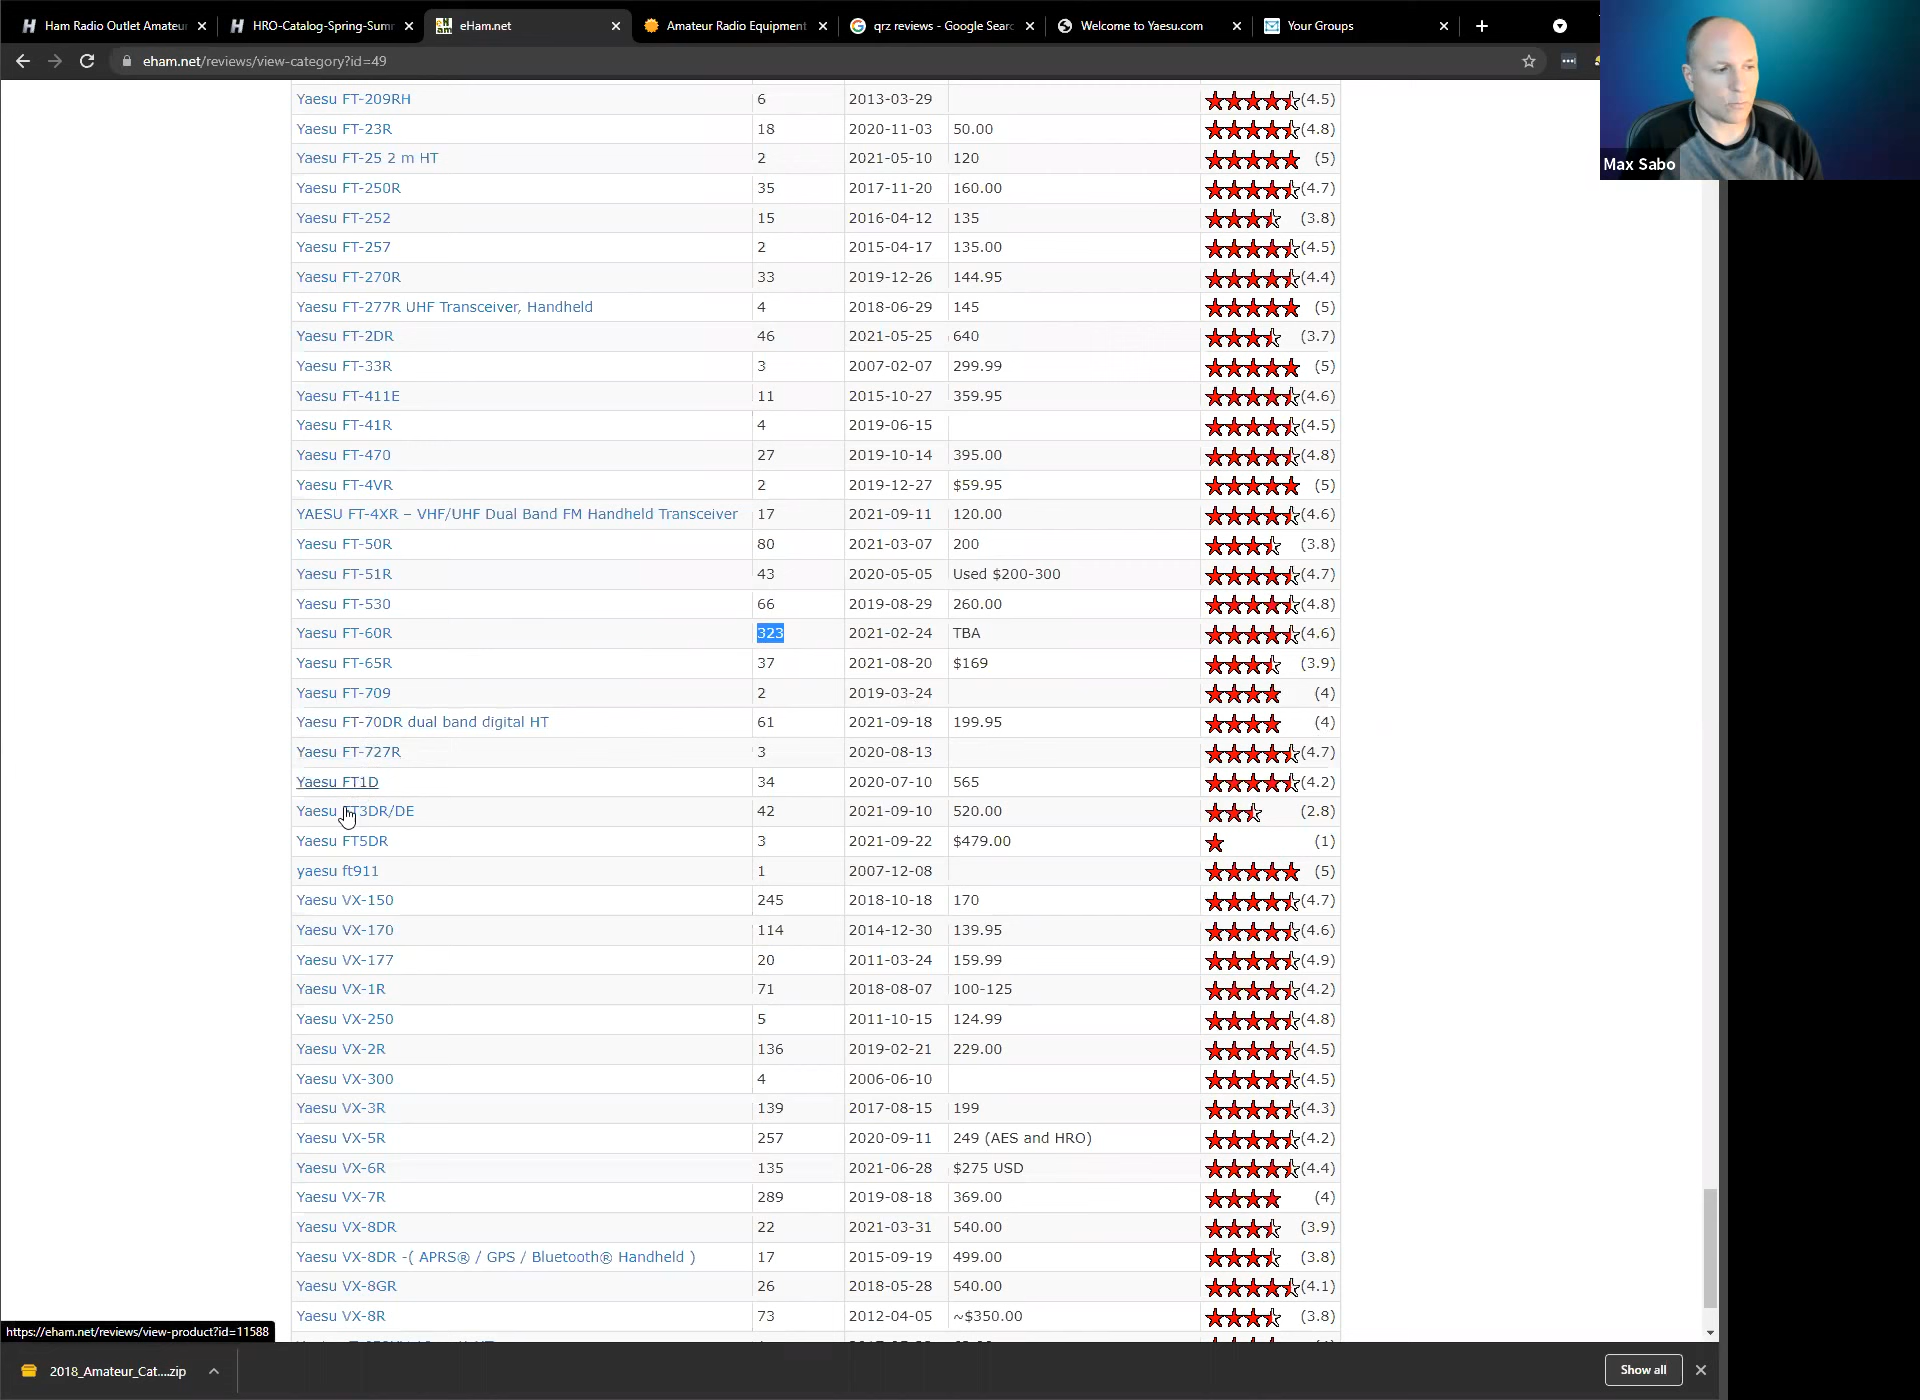 Ham Radio Outlet Amateur
HRO-Catalog-Spring-Sum
eHam.net
Amateur Radio Equipment
qrz reviews - Google Searc
Welcome to Yaesu.com
Your Groups
eham.net/reviews/view-category?id=49
Max Sabo
Yaesu FT-209RH 6 2013-03-29 (4.5)
Yaesu FT-23R 18 2020-11-03 50.00 (4.8)
Yaesu FT-25 2 m HT 2 2021-05-10 120 (5)
Yaesu FT-250R 35 2017-11-20 160.00 (4.7)
Yaesu FT-252 15 2016-04-12 135 (3.8)
Yaesu FT-257 2 2015-04-17 135.00 (4.5)
Yaesu FT-270R 33 2019-12-26 144.95 (4.4)
Yaesu FT-277R UHF Transceiver, Handheld 4 2018-06-29 145 (5)
Yaesu FT-2DR 46 2021-05-25 640 (3.7)
Yaesu FT-33R 3 2007-02-07 299.99 (5)
Yaesu FT-411E 11 2015-10-27 359.95 (4.6)
Yaesu FT-41R 4 2019-06-15 (4.5)
Yaesu FT-470 27 2019-10-14 395.00 (4.8)
Yaesu FT-4VR 2 2019-12-27 $59.95 (5)
YAESU FT-4XR – VHF/UHF Dual Band FM Handheld Transceiver 17 2021-09-11 120.00 (4.6)
Yaesu FT-50R 80 2021-03-07 200 (3.8)
Yaesu FT-51R 43 2020-05-05 Used $200-300 (4.7)
Yaesu FT-530 66 2019-08-29 260.00 (4.8)
Yaesu FT-60R 323 2021-02-24 TBA (4.6)
Yaesu FT-65R 37 2021-08-20 $169 (3.9)
Yaesu FT-709 2 2019-03-24 (4)
Yaesu FT-70DR dual band digital HT 61 2021-09-18 199.95 (4)
Yaesu FT-727R 3 2020-08-13 (4.7)
Yaesu FT1D 34 2020-07-10 565 (4.2)
Yaesu FT3DR/DE 42 2021-09-10 520.00 (2.8)
Yaesu FT5DR 3 2021-09-22 $479.00 (1)
yaesu ft911 1 2007-12-08 (5)
Yaesu VX-150 245 2018-10-18 170 (4.7)
Yaesu VX-170 114 2014-12-30 139.95 (4.6)
Yaesu VX-177 20 2011-03-24 159.99 (4.9)
Yaesu VX-1R 71 2018-08-07 100-125 (4.2)
Yaesu VX-250 5 2011-10-15 124.99 (4.8)
Yaesu VX-2R 136 2019-02-21 229.00 (4.5)
Yaesu VX-300 4 2006-06-10 (4.5)
Yaesu VX-3R 139 2017-08-15 199 (4.3)
Yaesu VX-5R 257 2020-09-11 249 (AES and HRO) (4.2)
Yaesu VX-6R 135 2021-06-28 $275 USD (4.4)
Yaesu VX-7R 289 2019-08-18 369.00 (4)
Yaesu VX-8DR 22 2021-03-31 540.00 (3.9)
Yaesu VX-8DR -( APRS® / GPS / Bluetooth® Handheld ) 17 2015-09-19 499.00 (3.8)
Yaesu VX-8GR 26 2018-05-28 540.00 (4.1)
Yaesu VX-8R 73 2012-04-05 ~$350.00 (3.8)
https://eham.net/reviews/view-product?id=11588
2018_Amateur_Cat....zip
Show all